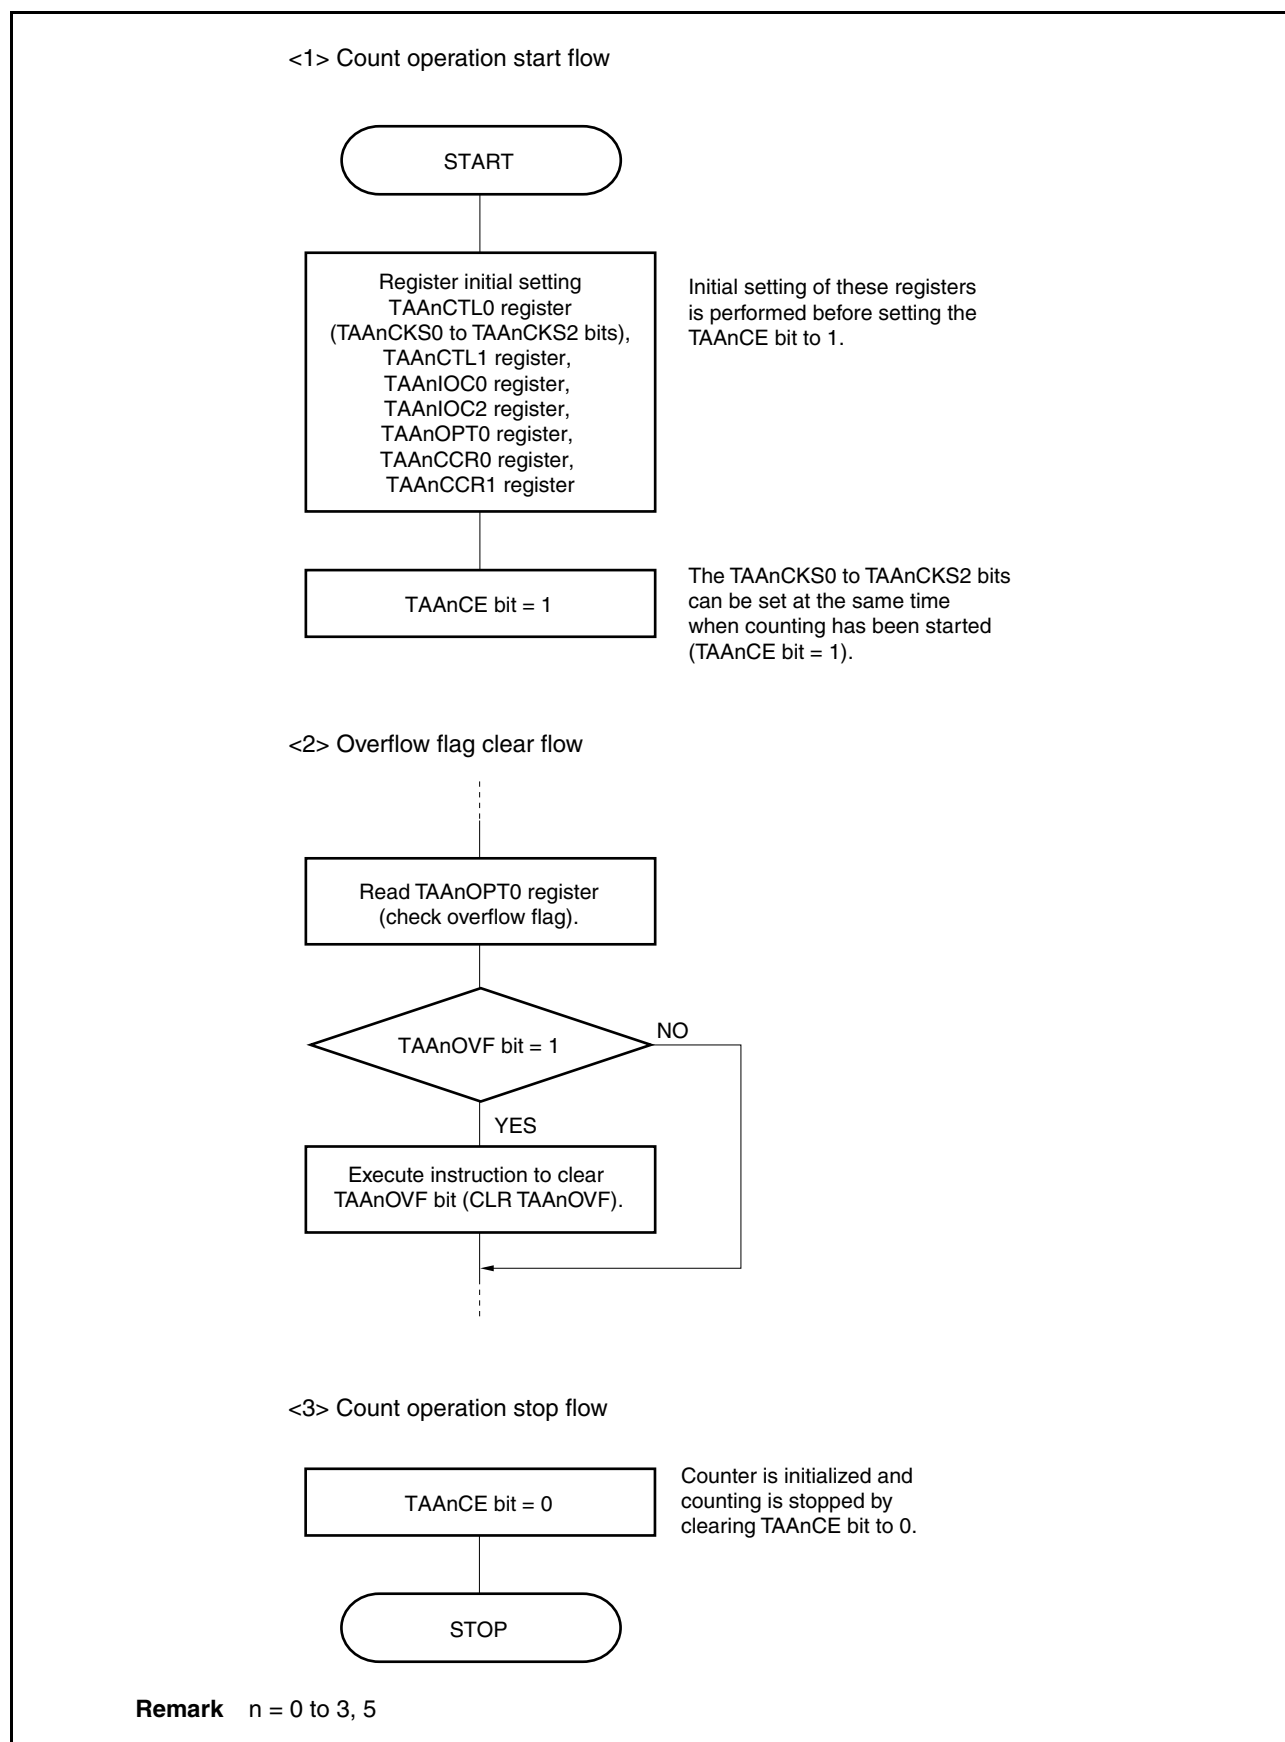 <1> Count operation start flow
START
Register initial setting
TAAnCTL0 register
(TAAnCKS0 to TAAnCKS2 bits),
TAAnCTL1 register,
TAAnIOC0 register,
TAAnIOC2 register,
TAAnOPT0 register,
TAAnCCR0 register,
TAAnCCR1 register
Initial setting of these registers
is performed before setting the
TAAnCE bit to 1.
TAAnCE bit = 1
The TAAnCKS0 to TAAnCKS2 bits
can be set at the same time
when counting has been started
(TAAnCE bit = 1).
<2> Overflow flag clear flow
Read TAAnOPT0 register
(check overflow flag).
TAAnOVF bit = 1
NO
YES
Execute instruction to clear
TAAnOVF bit (CLR TAAnOVF).
<3> Count operation stop flow
TAAnCE bit = 0
Counter is initialized and
counting is stopped by
clearing TAAnCE bit to 0.
STOP
Remark n = 0 to 3, 5